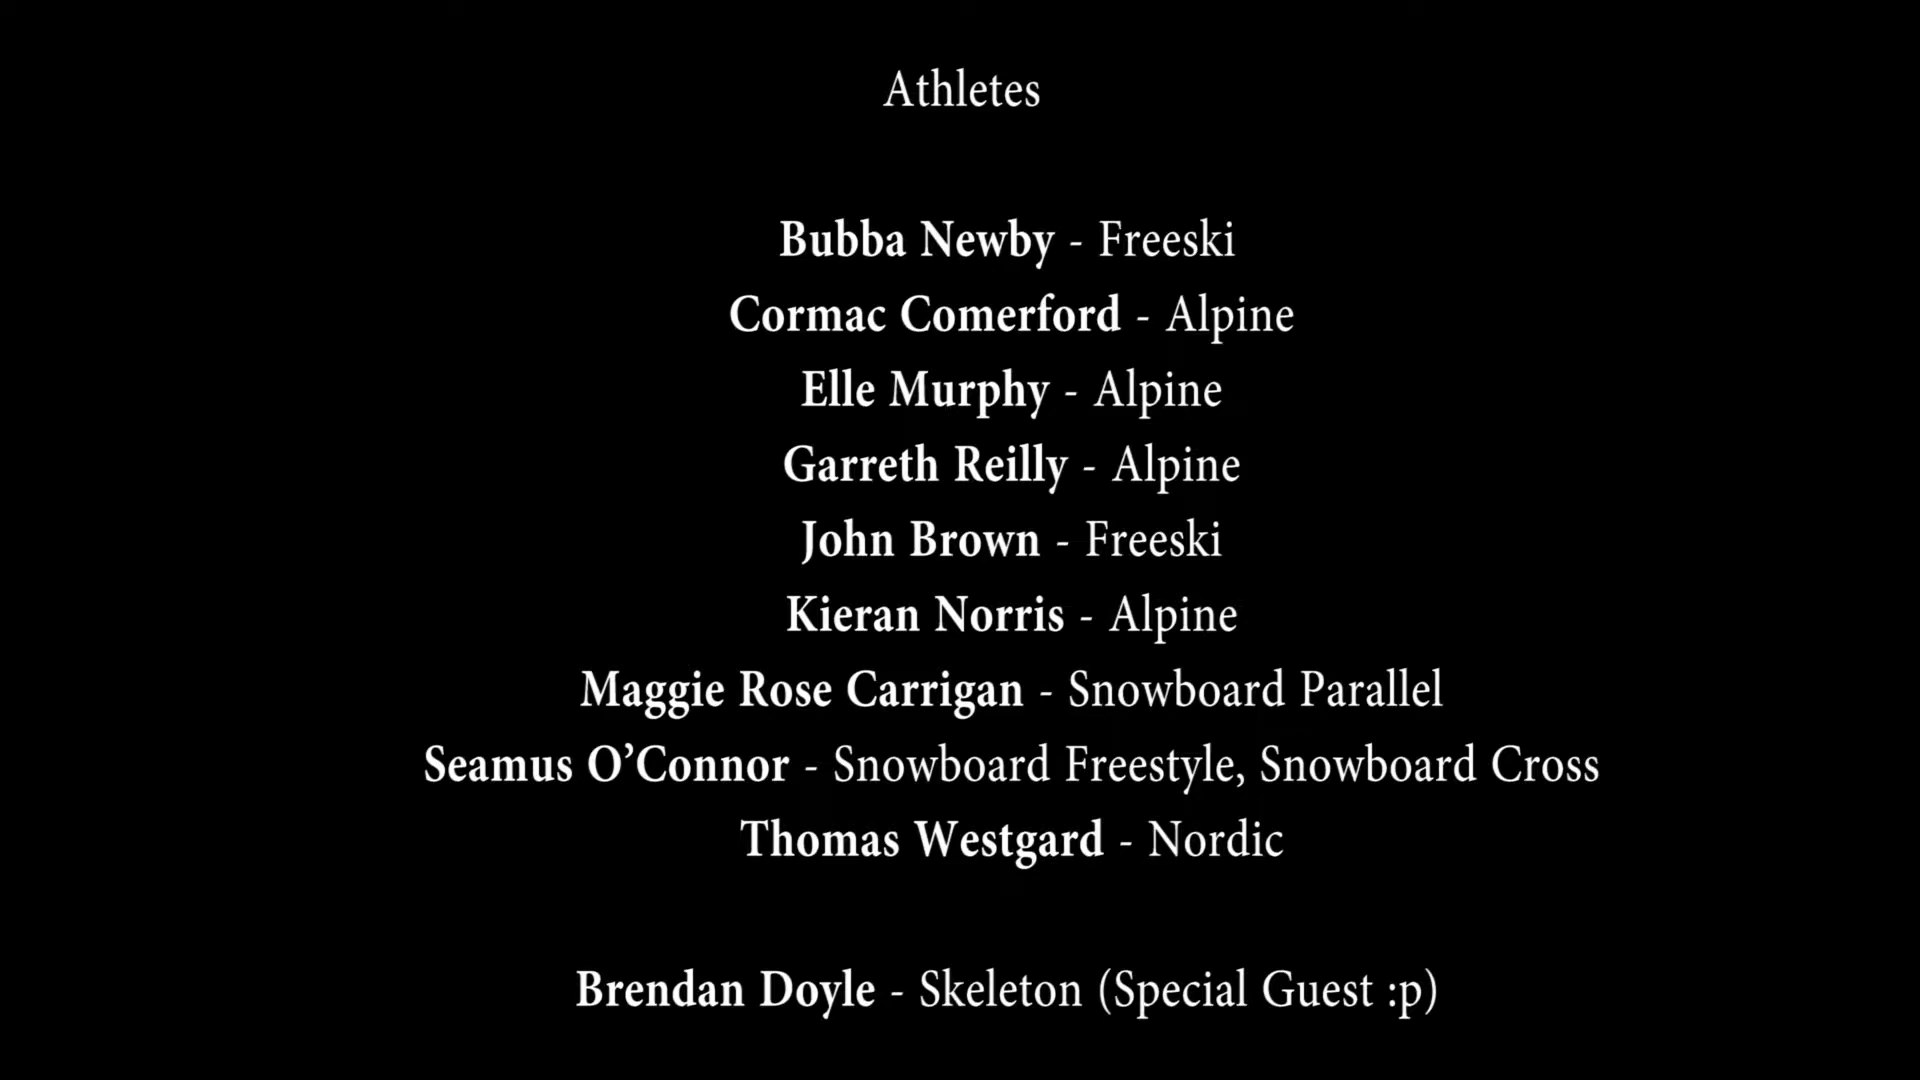 Athletes
Bubba Newby - Freeski
Cormac Comerford - Alpine
Elle Murphy - Alpine
Garreth Reilly - Alpine
John Brown - Freeski
Kieran Norris - Alpine
Maggie Rose Carrigan - Snowboard Parallel
Seamus O’Connor - Snowboard Freestyle, Snowboard Cross
Thomas Westgard - Nordic
Brendan Doyle - Skeleton (Special Guest :p)